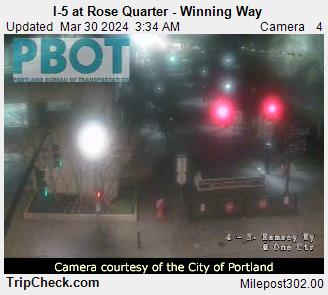 I-5 at Rose Quarter - Winning Way
Updated Mar 30 2024 3:34 AM Camera 4
PBOT
PORTLAND BUREAU OF TRANSPORTATION
4 - N. Ramsey Wy
@ One Ctr
Camera courtesy of the City of Portland
TripCheck.com Milepost302.00